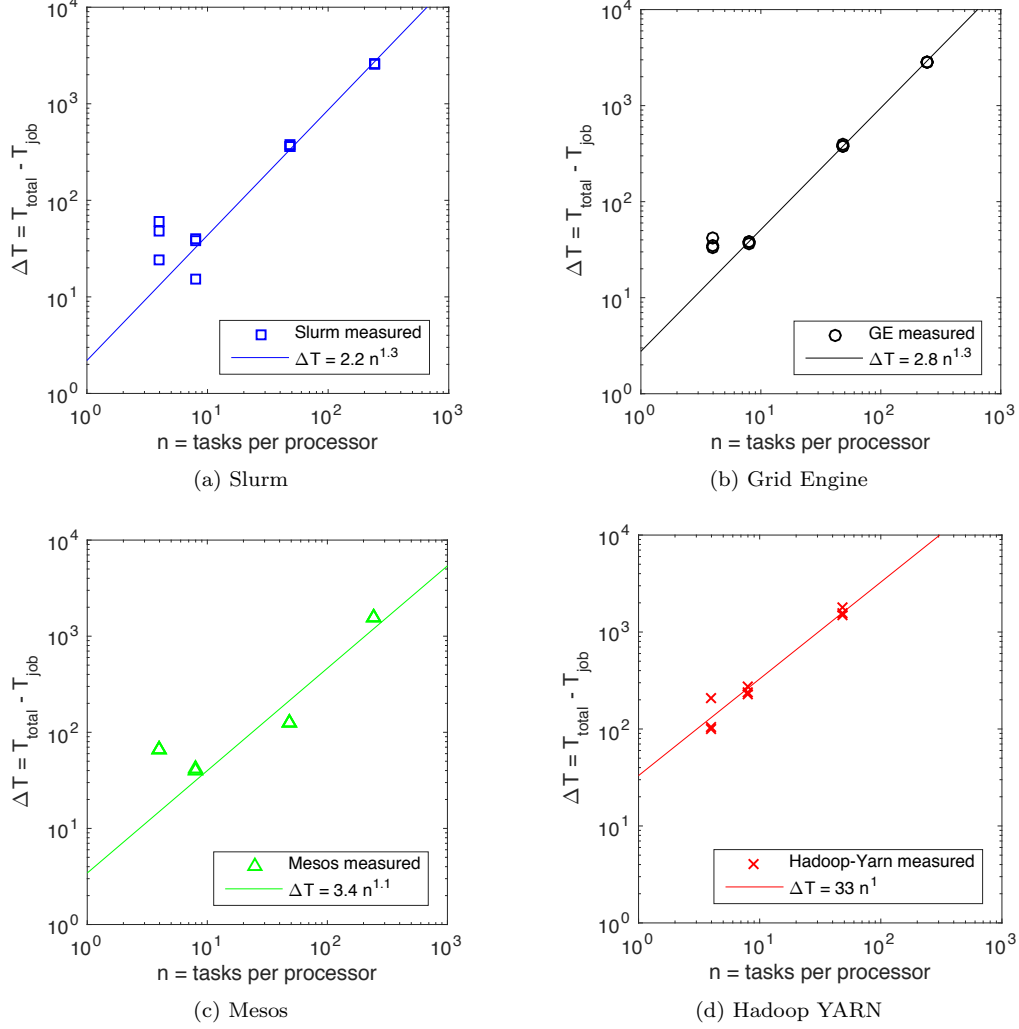 10^4
10^3
10^2
10^1
10^0
ΔT = T_total - T_job
Slurm measured
ΔT = 2.2 n^1.3
10^0 10^1 10^2 10^3
n = tasks per processor
(a) Slurm
10^4
10^3
10^2
10^1
10^0
ΔT = T_total - T_job
GE measured
ΔT = 2.8 n^1.3
10^0 10^1 10^2 10^3
n = tasks per processor
(b) Grid Engine
10^4
10^3
10^2
10^1
10^0
ΔT = T_total - T_job
Mesos measured
ΔT = 3.4 n^1.1
10^0 10^1 10^2 10^3
n = tasks per processor
(c) Mesos
10^4
10^3
10^2
10^1
10^0
ΔT = T_total - T_job
Hadoop-Yarn measured
ΔT = 33 n^1
10^0 10^1 10^2 10^3
n = tasks per processor
(d) Hadoop YARN